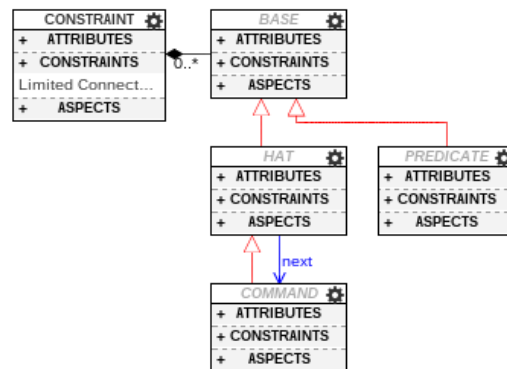 CONSTRAINT
+ ATTRIBUTES
+ CONSTRAINTS
Limited Connect...
+ ASPECTS
0..*
BASE
+ ATTRIBUTES
+ CONSTRAINTS
+ ASPECTS
HAT
+ ATTRIBUTES
+ CONSTRAINTS
+ ASPECTS
PREDICATE
+ ATTRIBUTES
+ CONSTRAINTS
+ ASPECTS
next
COMMAND
+ ATTRIBUTES
+ CONSTRAINTS
+ ASPECTS